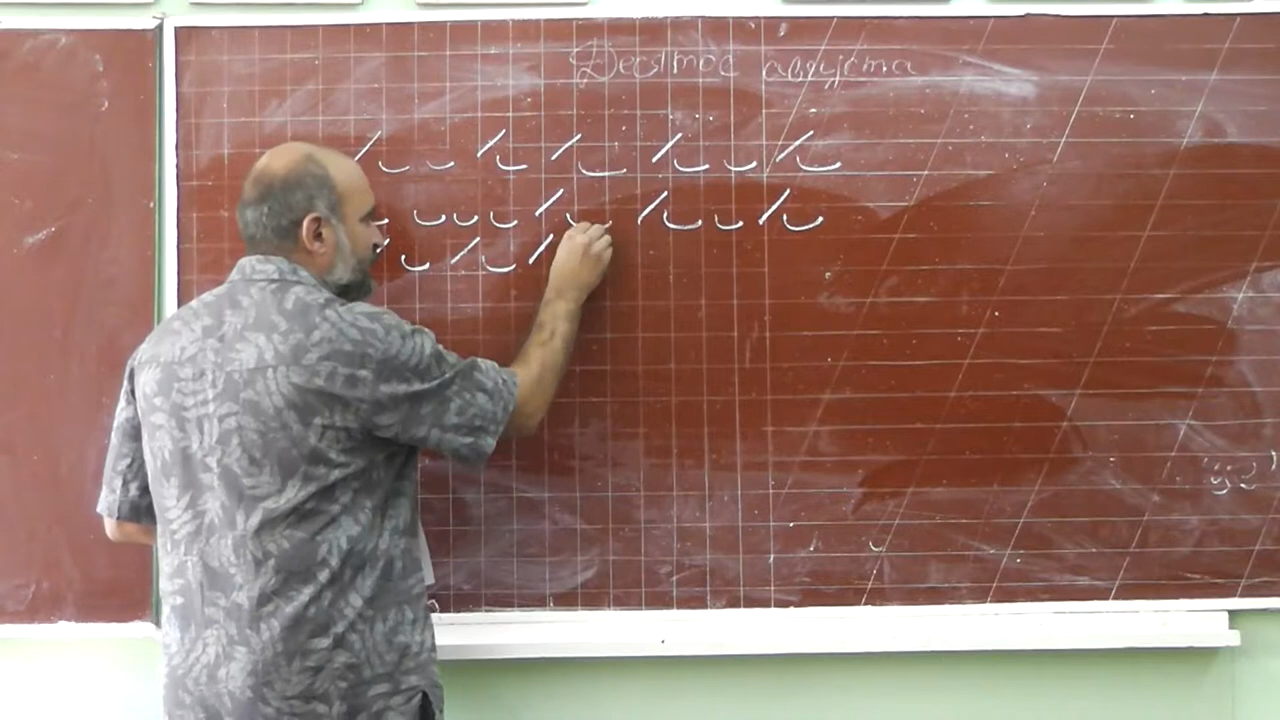 Десятое августа
/ ◡ ◡ / ◡ / ◡ / ◡ ◡ / ◡
◡ ◡ ◡ ◡ / ◡ / ◡ ◡ / ◡
/ ◡ / ◡ /